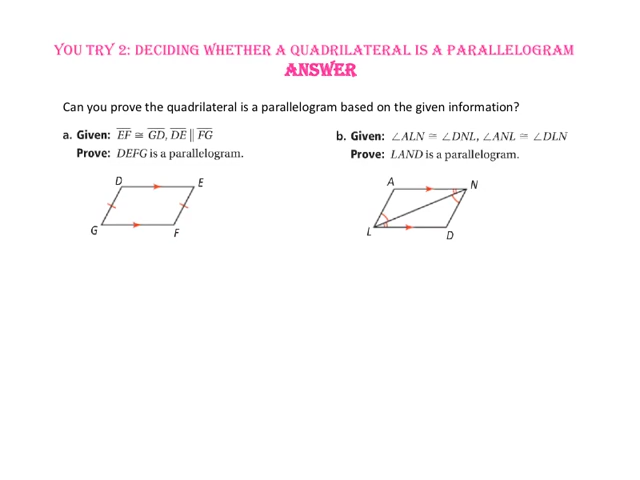 You Try 2: Deciding Whether a Quadrilateral Is a Parallelogram
Answer
Can you prove the quadrilateral is a parallelogram based on the given information?
a. Given: EF ≅ GD, DE ∥ FG
Prove: DEFG is a parallelogram.
b. Given: ∠ALN ≅ ∠DNL, ∠ANL ≅ ∠DLN
Prove: LAND is a parallelogram.
D E
G F
A N
L D